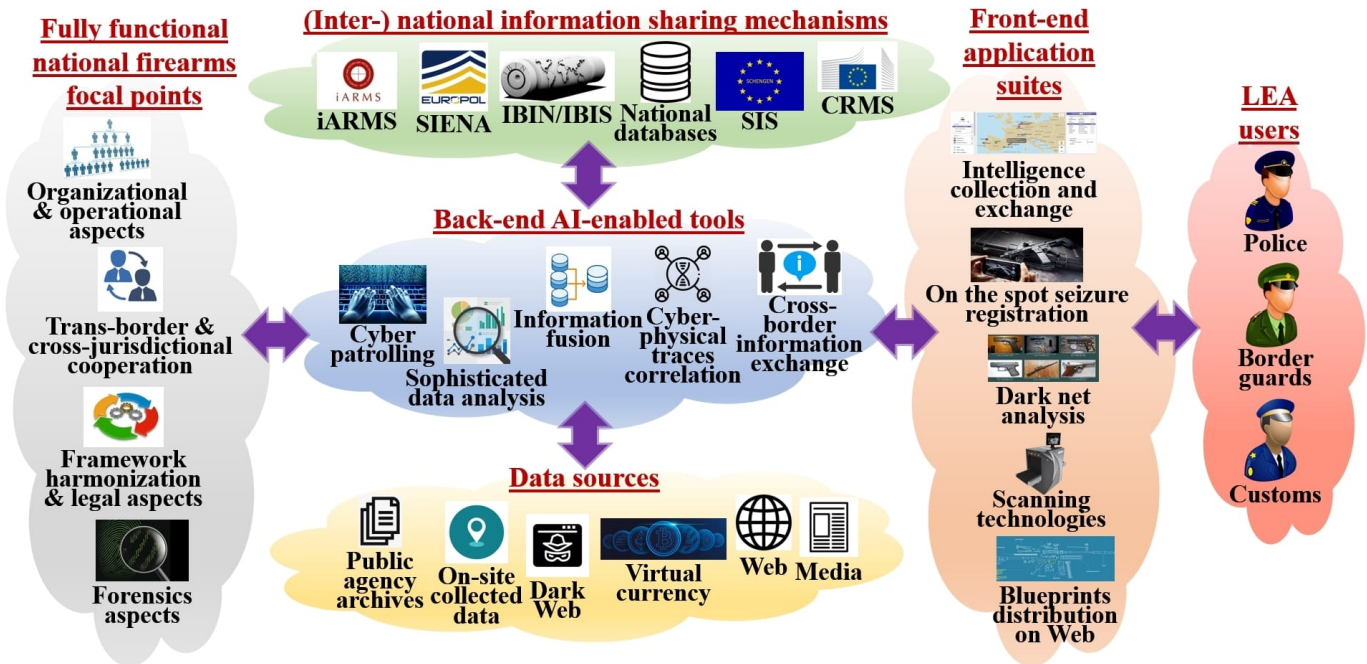 Fully functional
national firearms
focal points
Organizational
& operational
aspects
Trans-border &
cross-jurisdictional
cooperation
Framework
harmonization
& legal aspects
Forensics
aspects
(Inter-) national information sharing mechanisms
iARMS
iARMS
EUROPOL
SIENA
IBIN/IBIS
National
databases
SCHENGEN
SIS
CRMS
Back-end AI-enabled tools
Cyber
patrolling
Sophisticated
data analysis
Information
fusion
Cyber-
physical
traces
correlation
Cross-
border
information
exchange
Data sources
Public
agency
archives
On-site
collected
data
Dark
Web
Virtual
currency
Web
Media
Front-end
application
suites
Intelligence
collection and
exchange
On the spot seizure
registration
Dark net
analysis
Scanning
technologies
Blueprints
distribution
on Web
LEA
users
Police
Border
guards
Customs